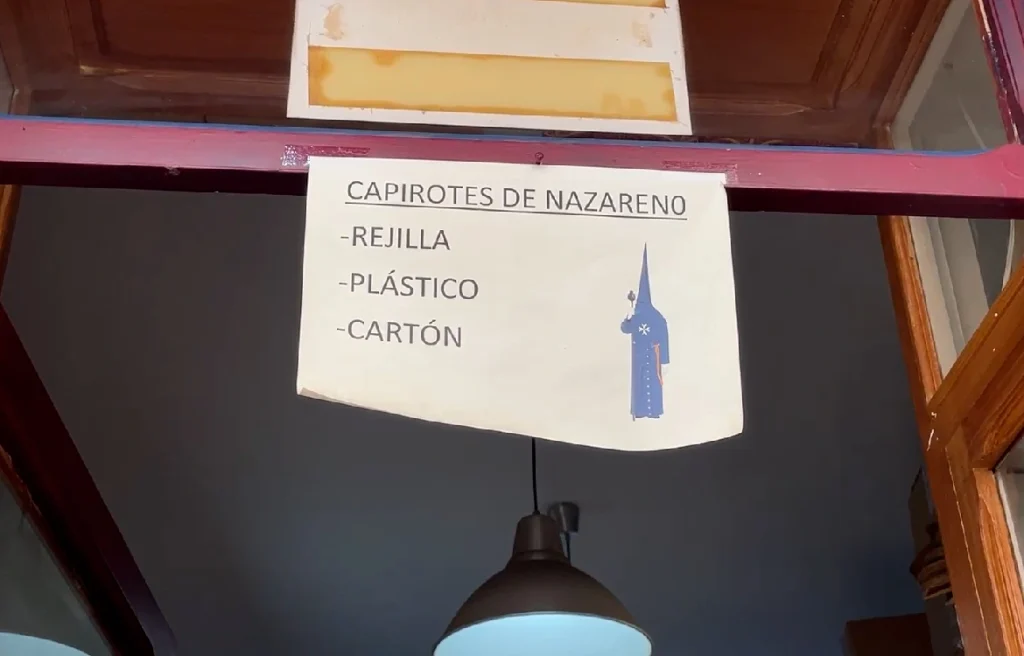 CAPIROTES DE NAZARENO
-REJILLA
-PLÁSTICO
-CARTÓN